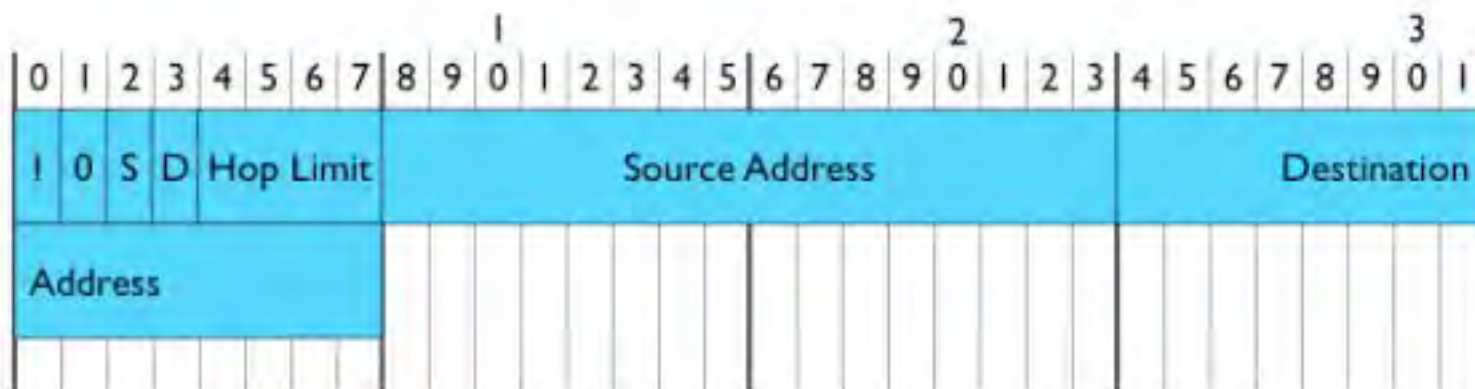 1 2 3
0 1 2 3 4 5 6 7 8 9 0 1 2 3 4 5 6 7 8 9 0 1 2 3 4 5 6 7 8 9 0 1
1 0 S D Hop Limit Source Address Destination
Address